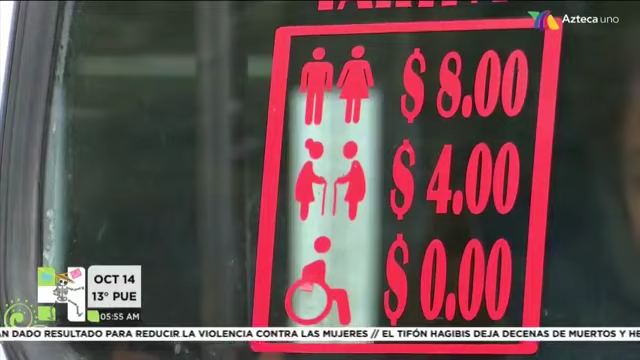 TARIFA
Azteca uno
$ 8.00
$ 4.00
$ 0.00
OCT 14
13° PUE
05:55 AM
AN DADO RESULTADO PARA REDUCIR LA VIOLENCIA CONTRA LAS MUJERES // EL TIFÓN HAGIBIS DEJA DECENAS DE MUERTOS Y HE